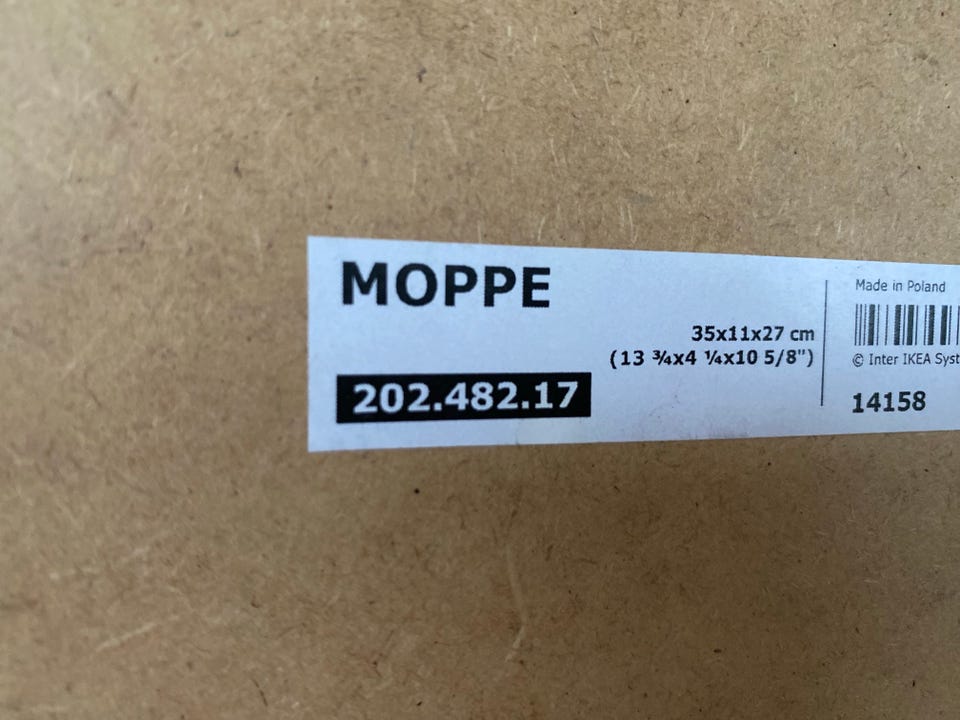 MOPPE
35x11x27 cm
(13 ¾x4 ¼x10 5/8")
202.482.17
Made in Poland
© Inter IKEA Syst
14158